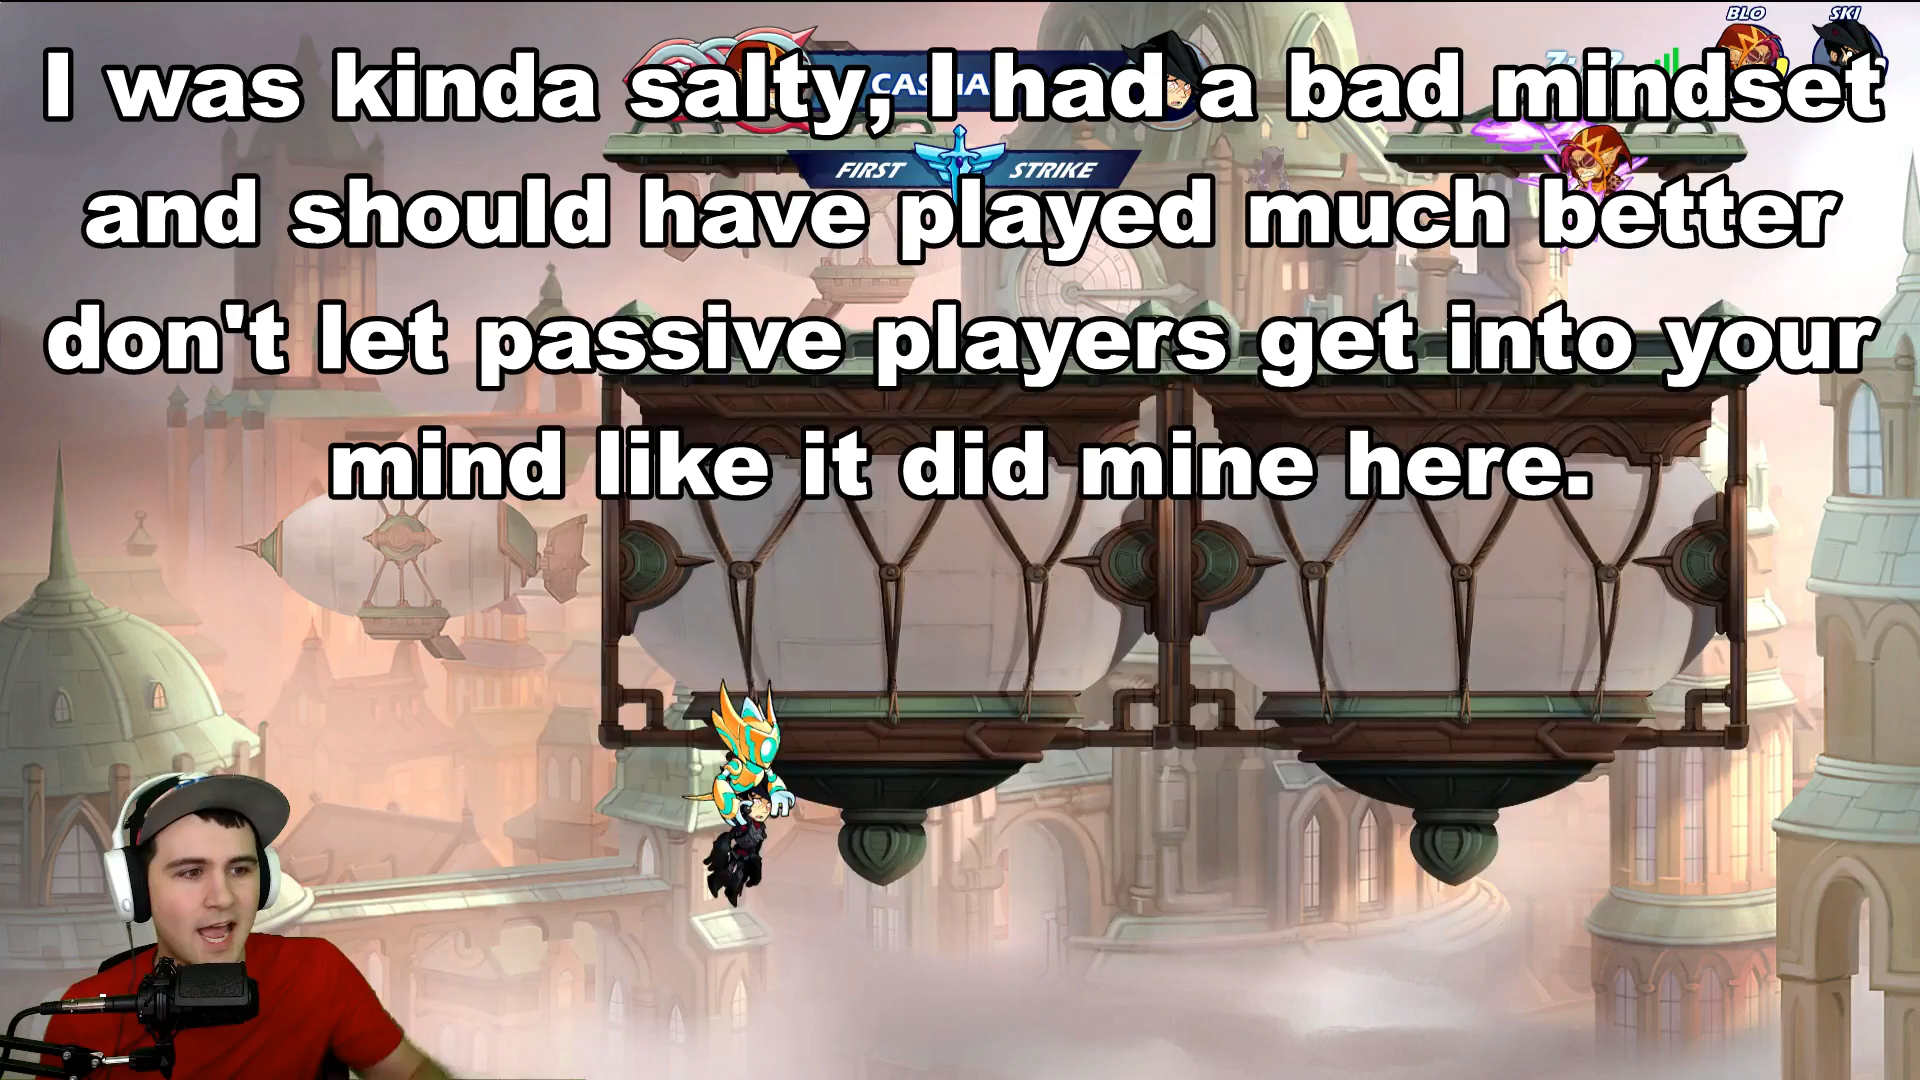 BLO SKI
I was kinda salty, I had a bad mindset
FIRST STRIKE
and should have played much better
don't let passive players get into your
mind like it did mine here.